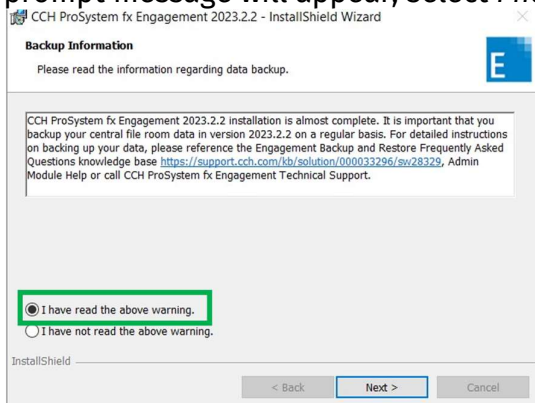 prompt message will appear, select
CCH ProSystem fx Engagement 2023.2.2 - InstallShield Wizard
Backup Information
Please read the information regarding data backup.
E
CCH ProSystem fx Engagement 2023.2.2 installation is almost complete. It is important that you
backup your central file room data in version 2023.2.2 on a regular basis. For detailed instructions
on backing up your data, please reference the Engagement Backup and Restore Frequently Asked
Questions knowledge base https://support.cch.com/kb/solution/000033296/sw28329, Admin
Module Help or call CCH ProSystem fx Engagement Technical Support.
I have read the above warning.
I have not read the above warning.
InstallShield
< Back Next > Cancel